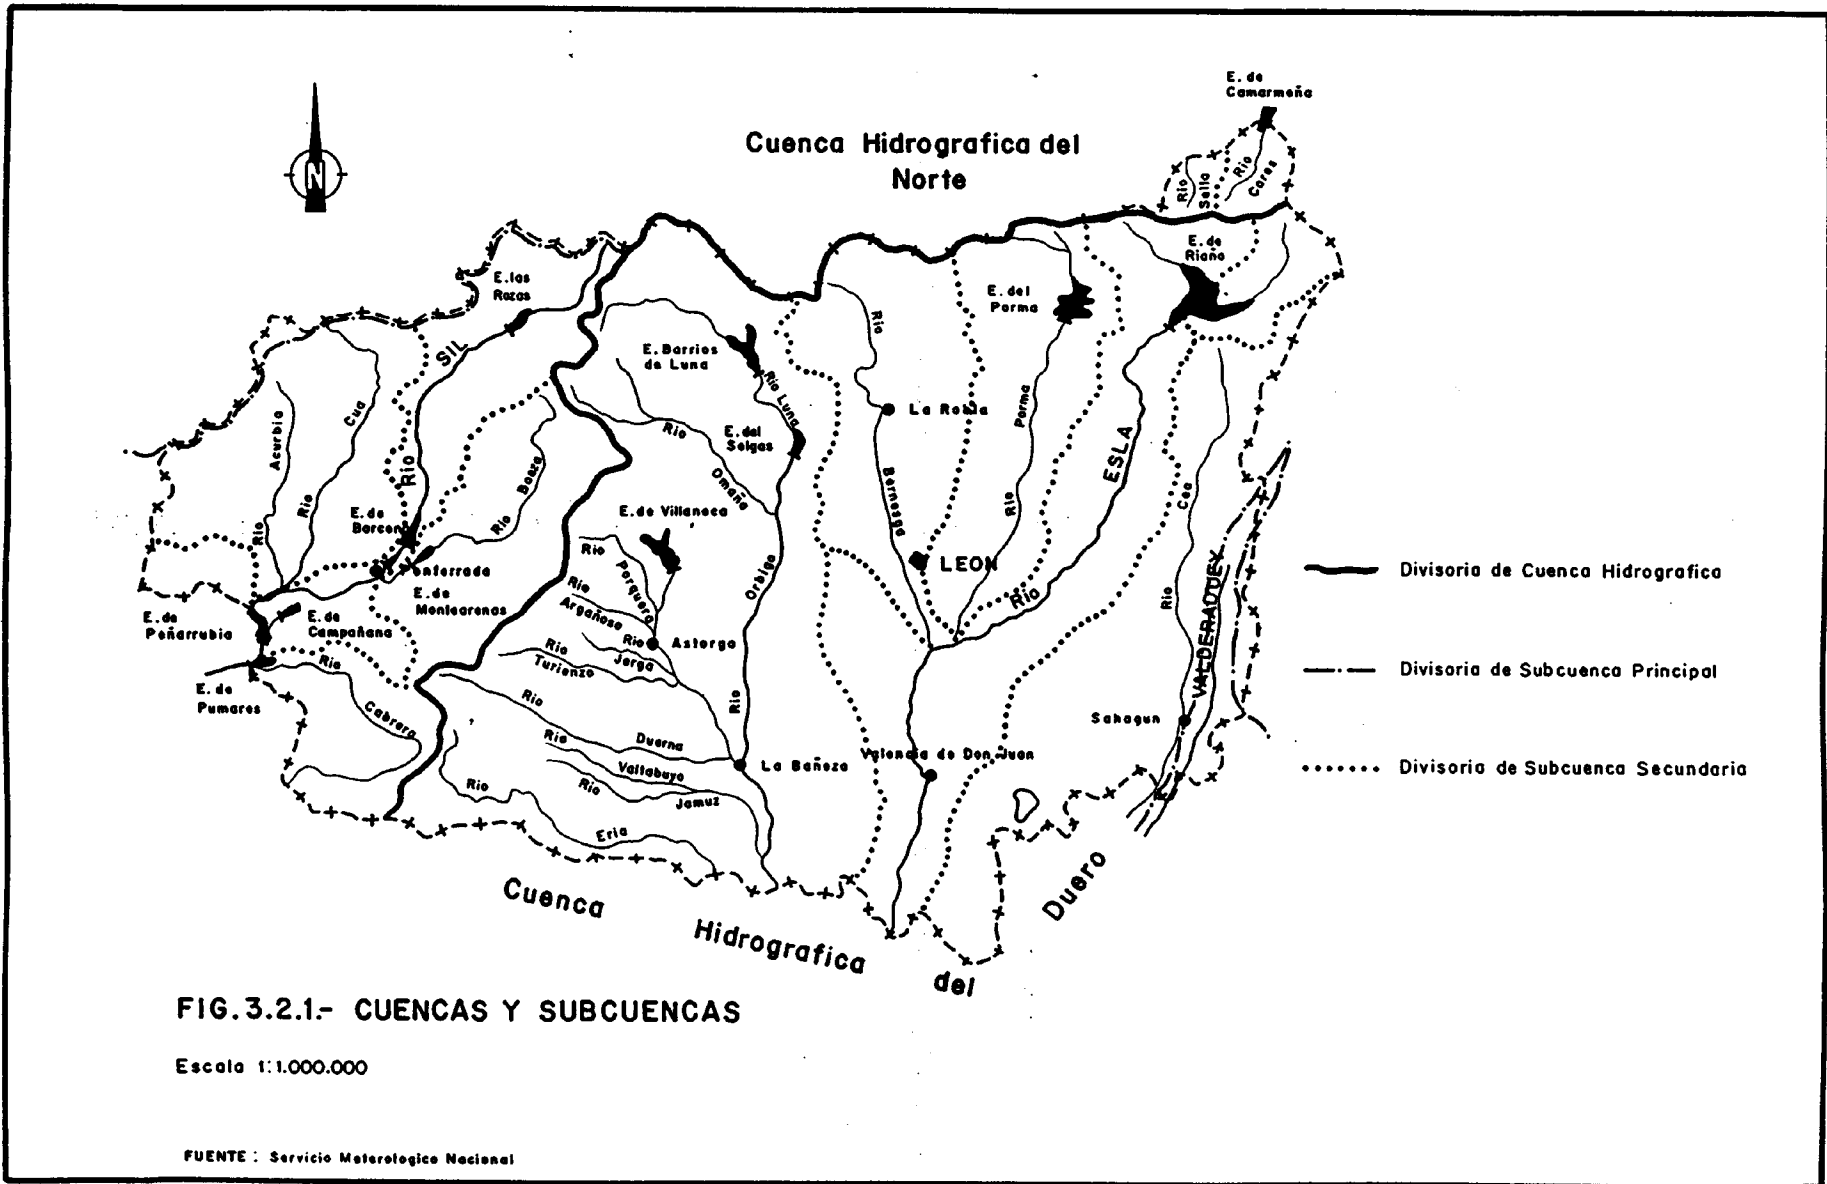 E. de
Camarmeña
Cuenca Hidrografica del
Norte
N
Rio
Sella
Rio
Cares
E. de
Riaño
E. las
Rozas
E. del
Porma
SIL
RIO
E. Barrios
de Luna
Rio Luna
Rio
La Robla
Porma
Rio
ESLA
Rio
Acurbia
Rio
Cua
Rio
Rio
Omaña
E. del
Selgas
Boeza
Rio
Bernesga
Cea
Rio
E. de Villaneca
E. de
Barcena
Ponferrada
E. de
Montearenas
Rio
Porquera
Rio
Argañoso
Rio
Jerga
Astorga
Orbigo
Rio
LEON
VALDERADUEY
E. de
Peñarrubia
E. de
Campañana
Rio
Turienzo
Rio
Cabrera
E. de
Pumares
Rio
Duerna
Rio
Valtabuyo
Rio
Jamuz
Rio
Eria
La Bañeza
Valencia de Don Juan
Sahagun
Divisoria de Cuenca Hidrografica
Divisoria de Subcuenca Principal
Divisoria de Subcuenca Secundaria
Cuenca Hidrografica del Duero
FIG.3.2.1.- CUENCAS Y SUBCUENCAS
Escala 1:1.000.000
FUENTE : Servicio Meterologico Nacional